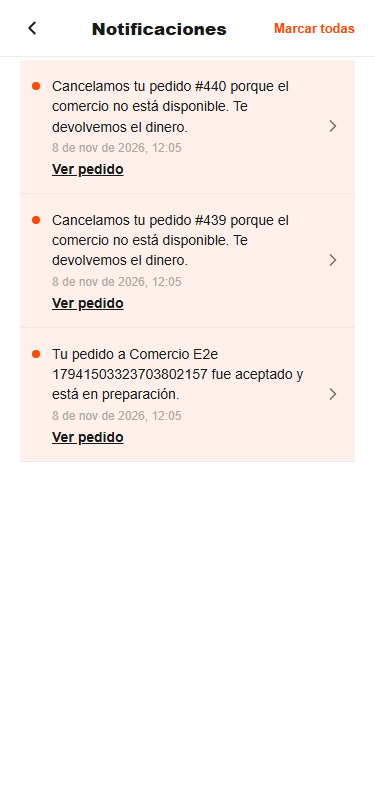 Notificaciones
Marcar todas
Cancelamos tu pedido #440 porque el
comercio no está disponible. Te
devolvemos el dinero.
8 de nov de 2026, 12:05
Ver pedido
Cancelamos tu pedido #439 porque el
comercio no está disponible. Te
devolvemos el dinero.
8 de nov de 2026, 12:05
Ver pedido
Tu pedido a Comercio E2e
17941503323703802157 fue aceptado y
está en preparación.
8 de nov de 2026, 12:05
Ver pedido